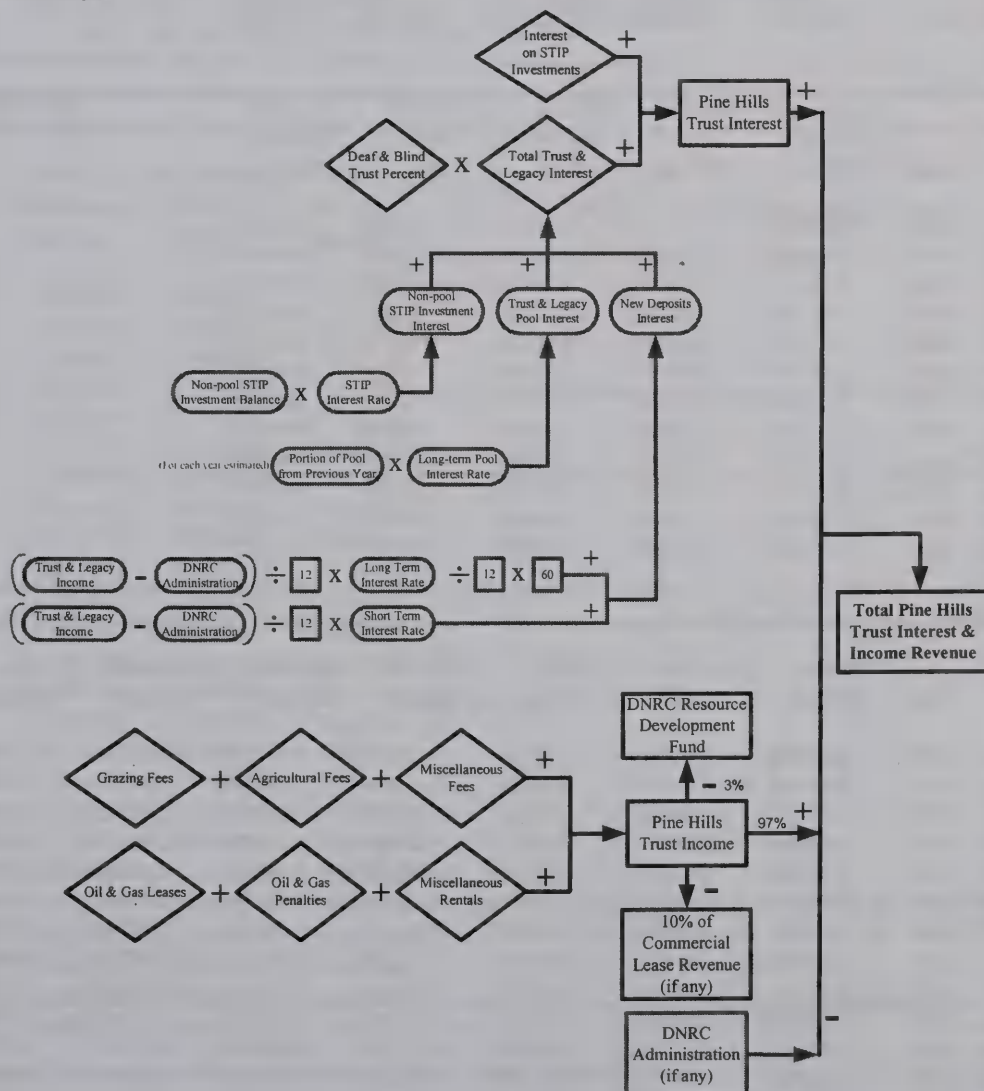 Interest
on STIP
Investments
+
Pine Hills
Trust Interest
+
Deaf & Blind
Trust Percent
X
Total Trust &
Legacy Interest
+
+
+
+
Non-pool
STIP Investment
Interest
Trust & Legacy
Pool Interest
New Deposits
Interest
Non-pool STIP
Investment Balance
X
STIP
Interest Rate
(For each year estimated)
Portion of Pool
from Previous Year
X
Long-term Pool
Interest Rate
(
Trust & Legacy
Income
−
DNRC
Administration
)
÷
12
X
Long Term
Interest Rate
÷
12
X
60
+
(
Trust & Legacy
Income
−
DNRC
Administration
)
÷
12
X
Short Term
Interest Rate
+
Total Pine Hills
Trust Interest &
Income Revenue
DNRC Resource
Development
Fund
− 3%
Grazing Fees
+
Agricultural Fees
+
Miscellaneous
Fees
+
Pine Hills
Trust Income
97%
+
Oil & Gas Leases
+
Oil & Gas
Penalties
+
Miscellaneous
Rentals
+
−
10% of
Commercial
Lease Revenue
(if any)
DNRC
Administration
(if any)
−